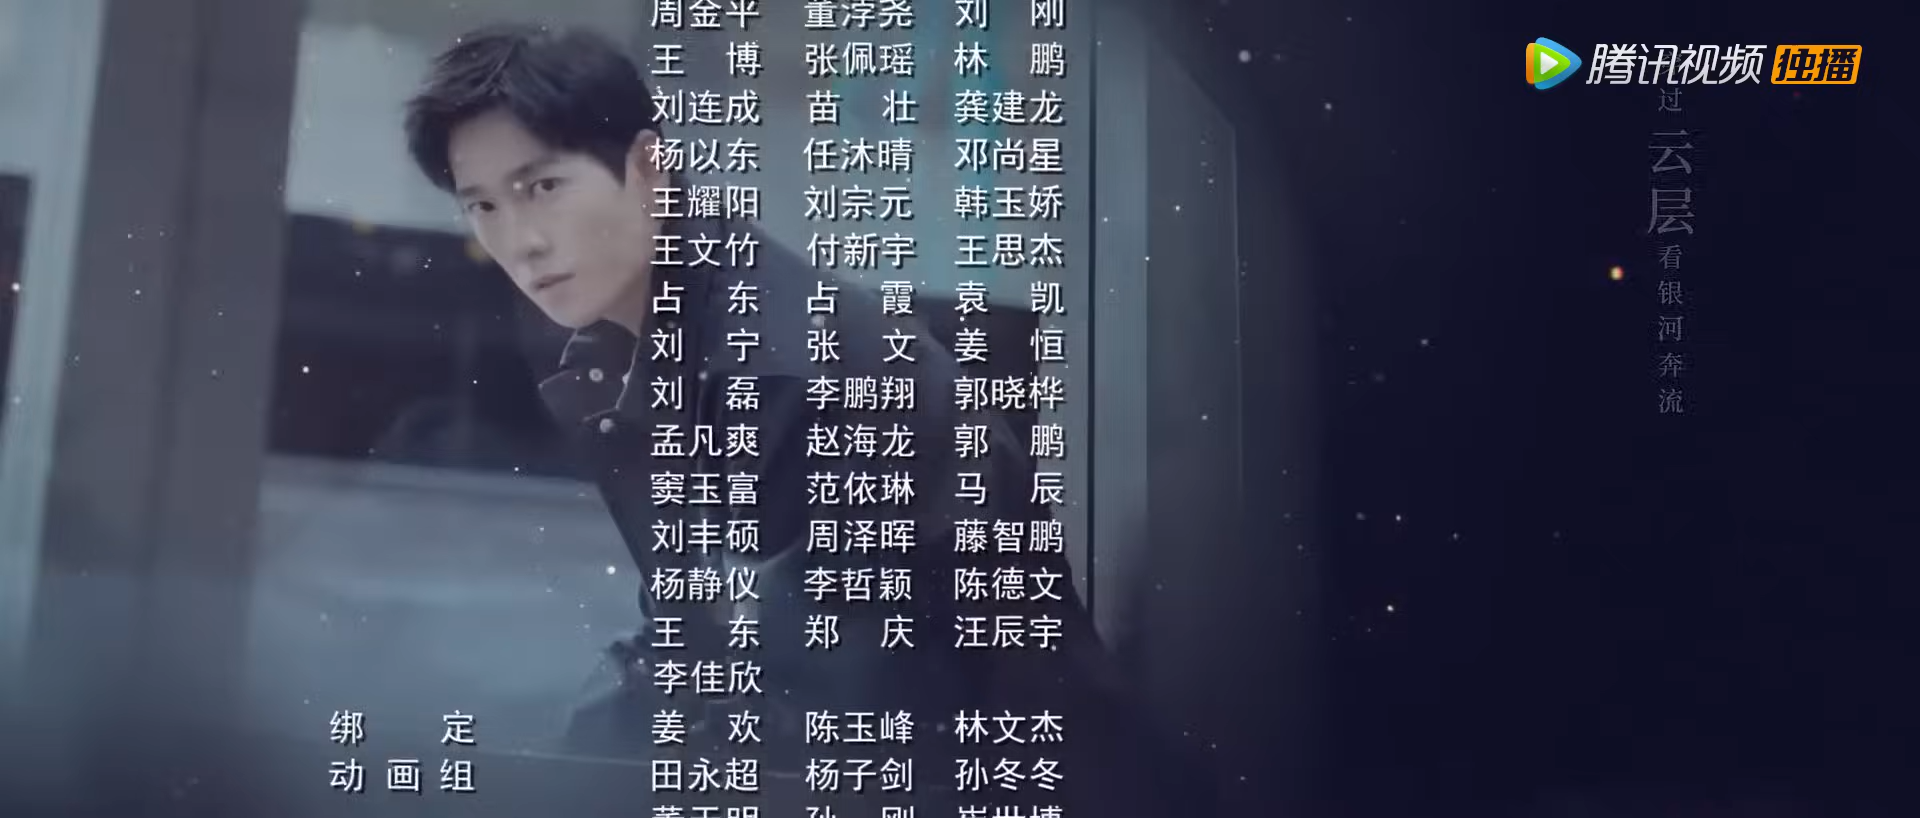 周金平 董浡尧 刘 刚
王 博 张佩瑶 林 鹏
刘连成 苗 壮 龚建龙
杨以东 任沐晴 邓尚星
王耀阳 刘宗元 韩玉娇
王文竹 付新宇 王思杰
占 东 占 霞 袁 凯
刘 宁 张 文 姜 恒
刘 磊 李鹏翔 郭晓桦
孟凡爽 赵海龙 郭 鹏
窦玉富 范依琳 马 辰
刘丰硕 周泽晖 藤智鹏
杨静仪 李哲颖 陈德文
王 东 郑 庆 汪辰宇
李佳欣
绑 定 姜 欢 陈玉峰 林文杰
动画组 田永超 杨子剑 孙冬冬
腾讯视频 独播
过云层看银河奔流